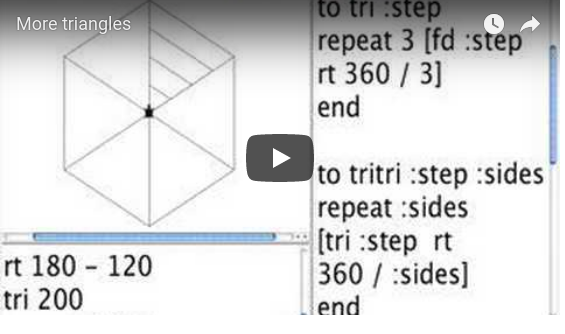 More triangles
to tri :step
repeat 3 [fd :step
rt 360 / 3]
end
to tritri :step :sides
repeat :sides
[tri :step rt
360 / :sides]
end
rt 180 - 120
tri 200